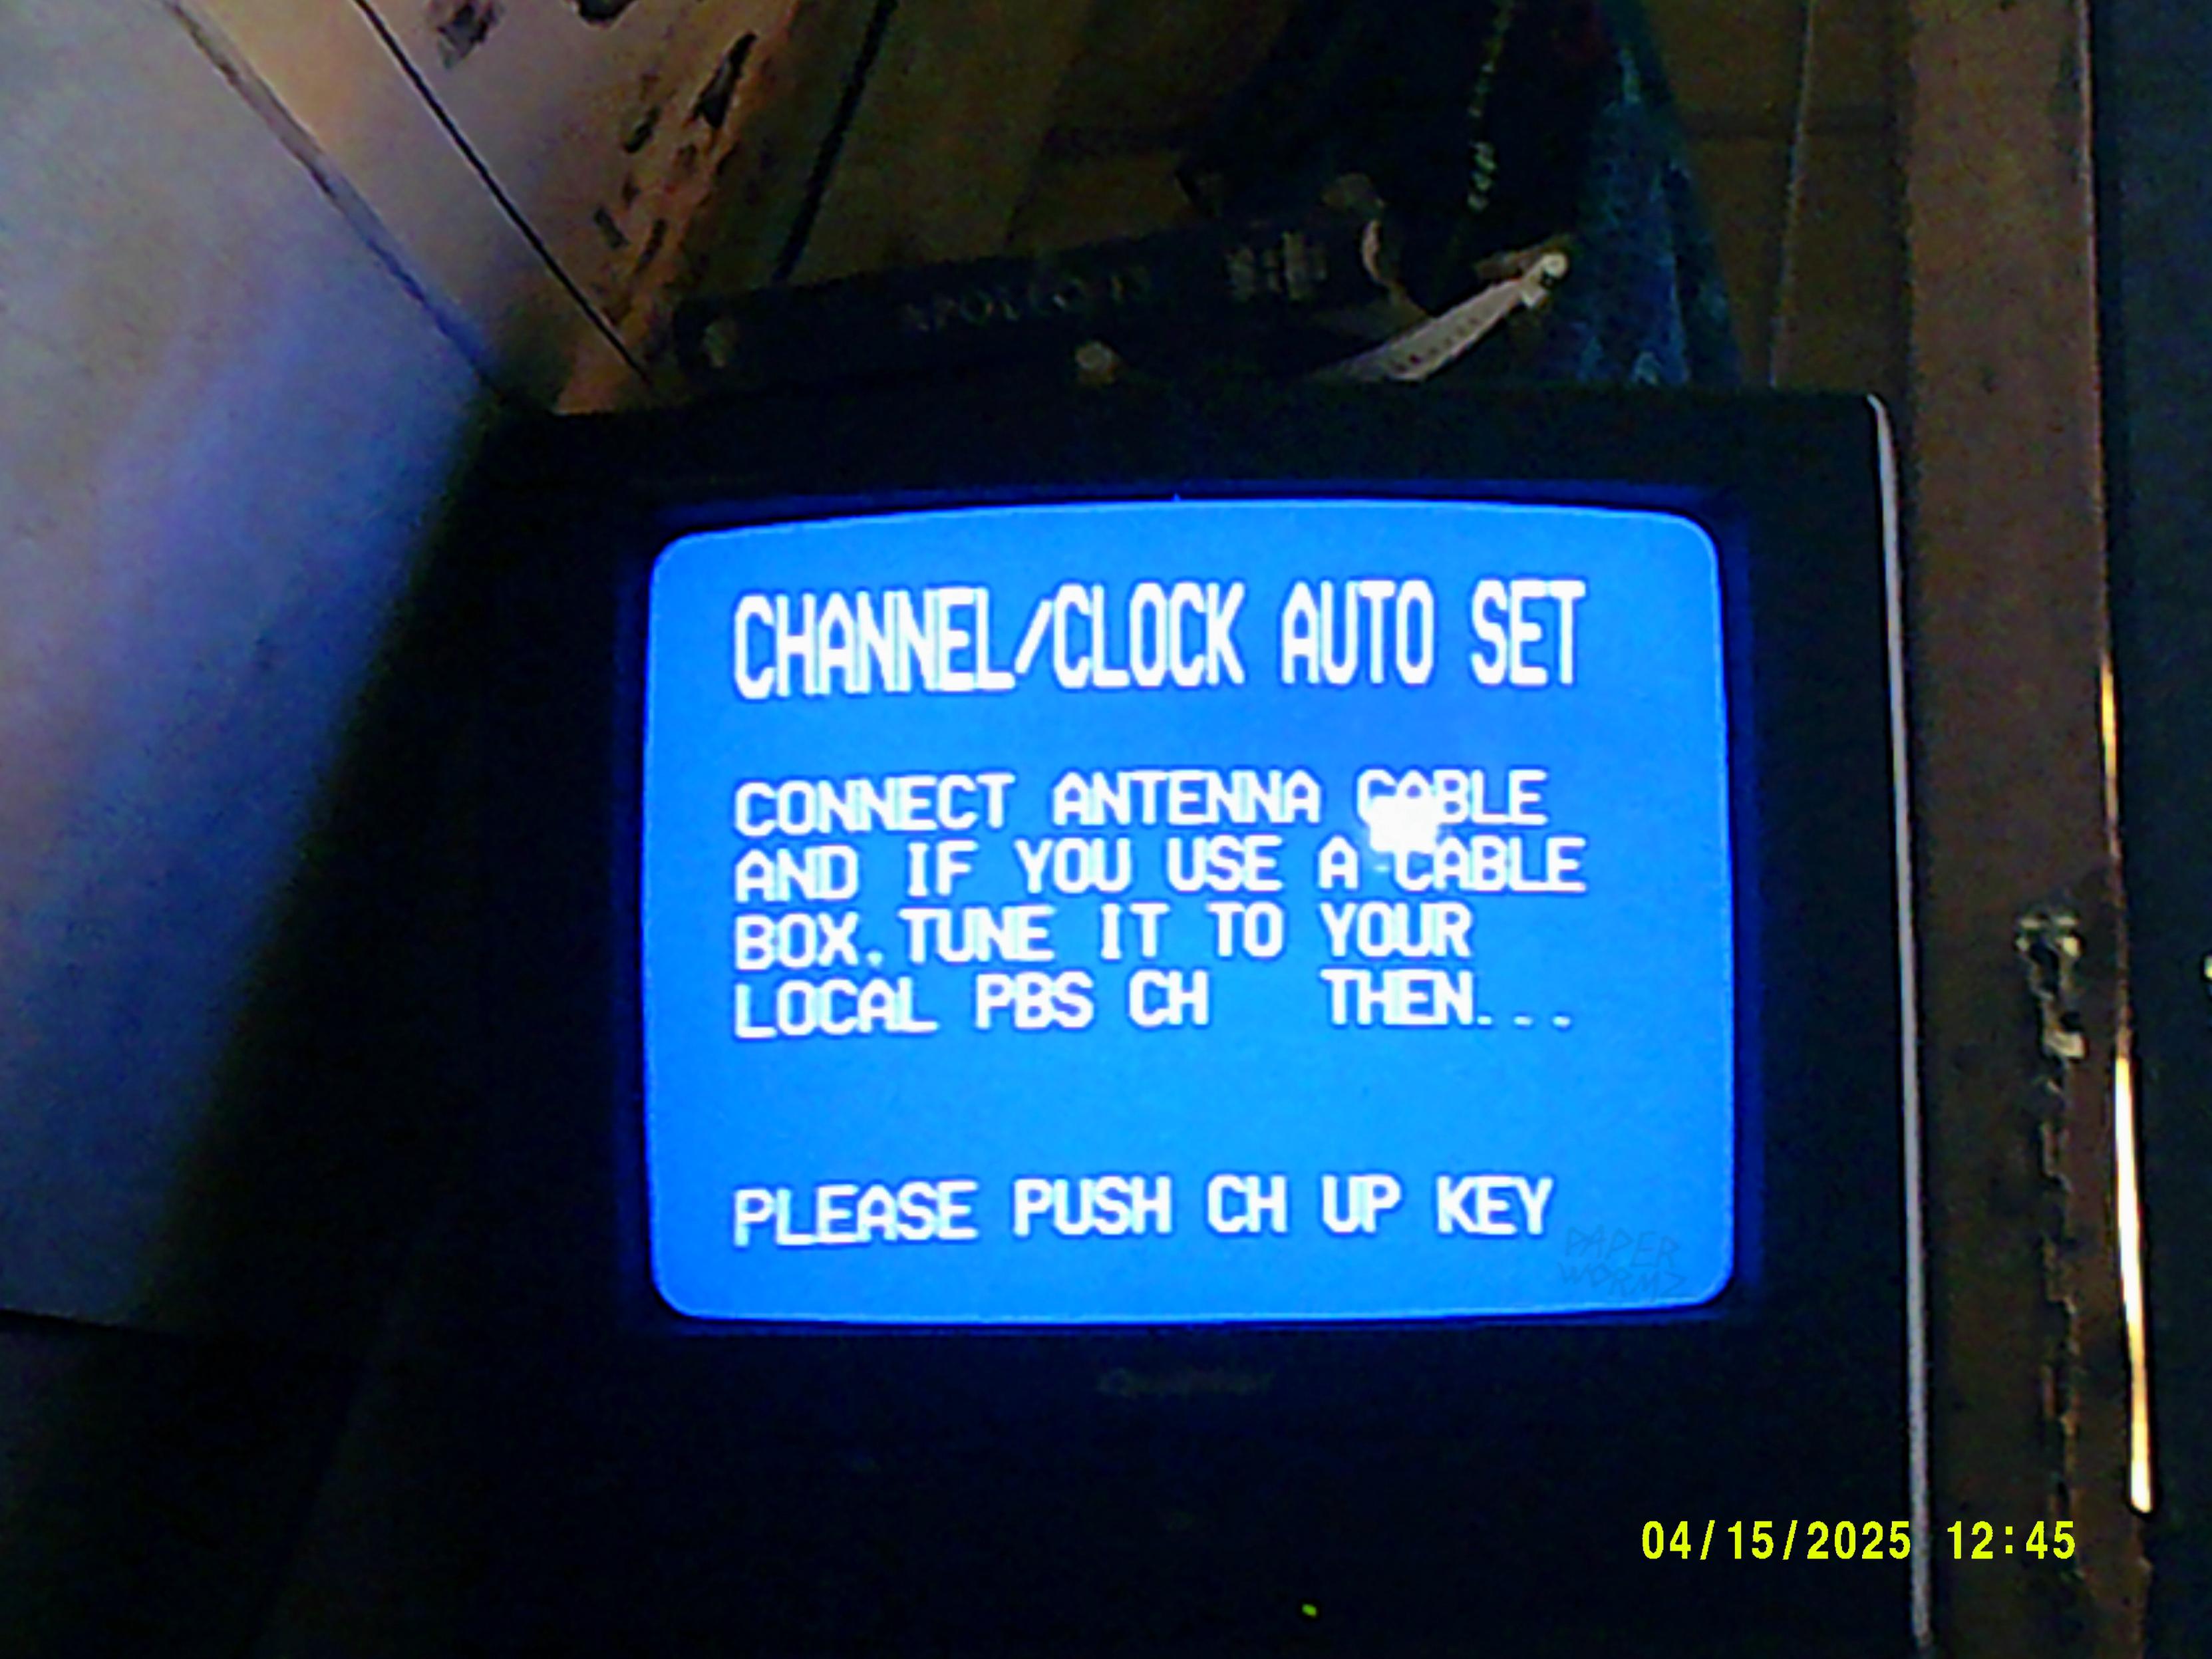 CHANNEL/CLOCK AUTO SET
CONNECT ANTENNA CABLE
AND IF YOU USE A CABLE
BOX.TUNE IT TO YOUR
LOCAL PBS CH THEN...
PLEASE PUSH CH UP KEY
PAPER
WORMZ
04/15/2025 12:45